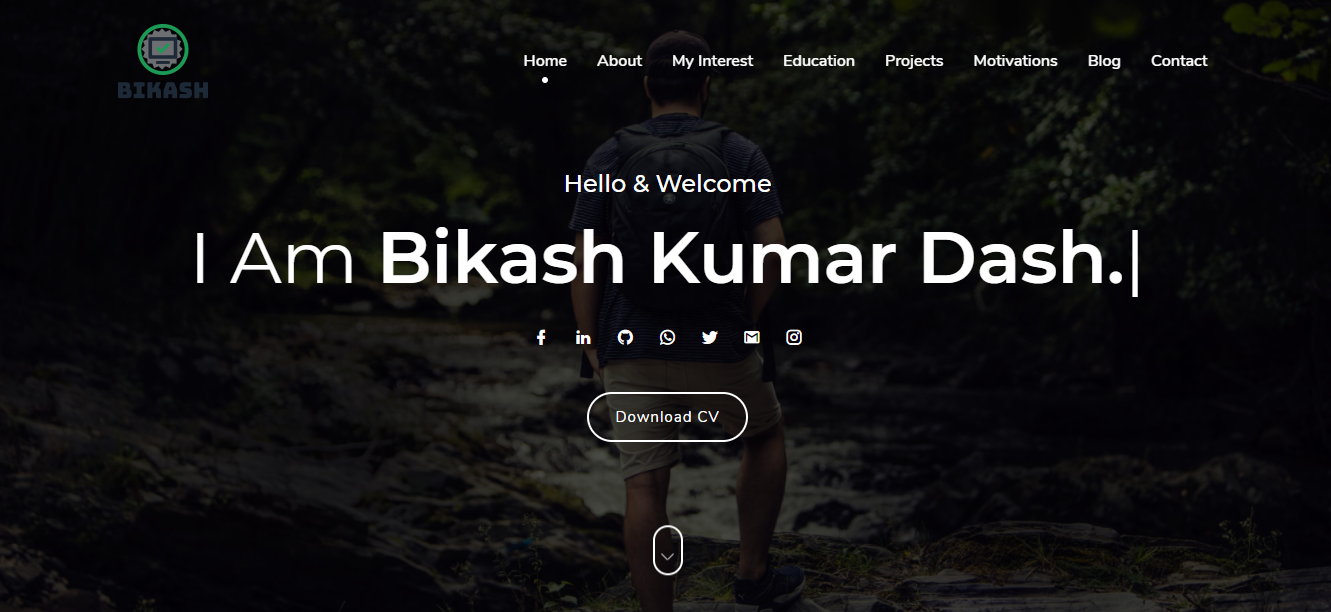 BIKASH
Home About My Interest Education Projects Motivations Blog Contact
Hello & Welcome
I Am Bikash Kumar Dash.|
Download CV